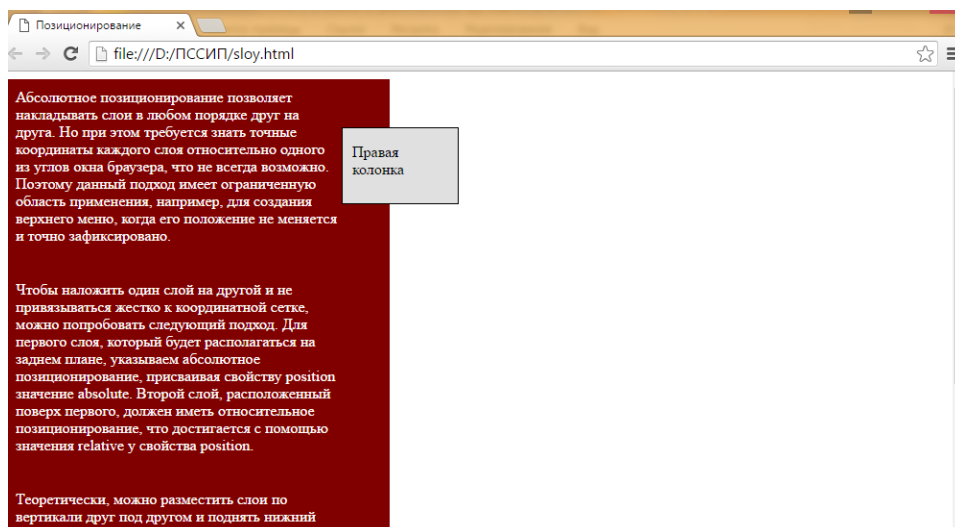 Позиционирование
file:///D:/ПССИП/sloy.html
Абсолютное позиционирование позволяет
накладывать слои в любом порядке друг на
друга. Но при этом требуется знать точные
координаты каждого слоя относительно одного
из углов окна браузера, что не всегда возможно.
Поэтому данный подход имеет ограниченную
область применения, например, для создания
верхнего меню, когда его положение не меняется
и точно зафиксировано.
Правая
колонка
Чтобы наложить один слой на другой и не
привязываться жестко к координатной сетке,
можно попробовать следующий подход. Для
первого слоя, который будет располагаться на
заднем плане, указываем абсолютное
позиционирование, присваивая свойству position
значение absolute. Второй слой, расположенный
поверх первого, должен иметь относительное
позиционирование, что достигается с помощью
значения relative у свойства position.
Теоретически, можно разместить слои по
вертикали друг под другом и поднять нижний